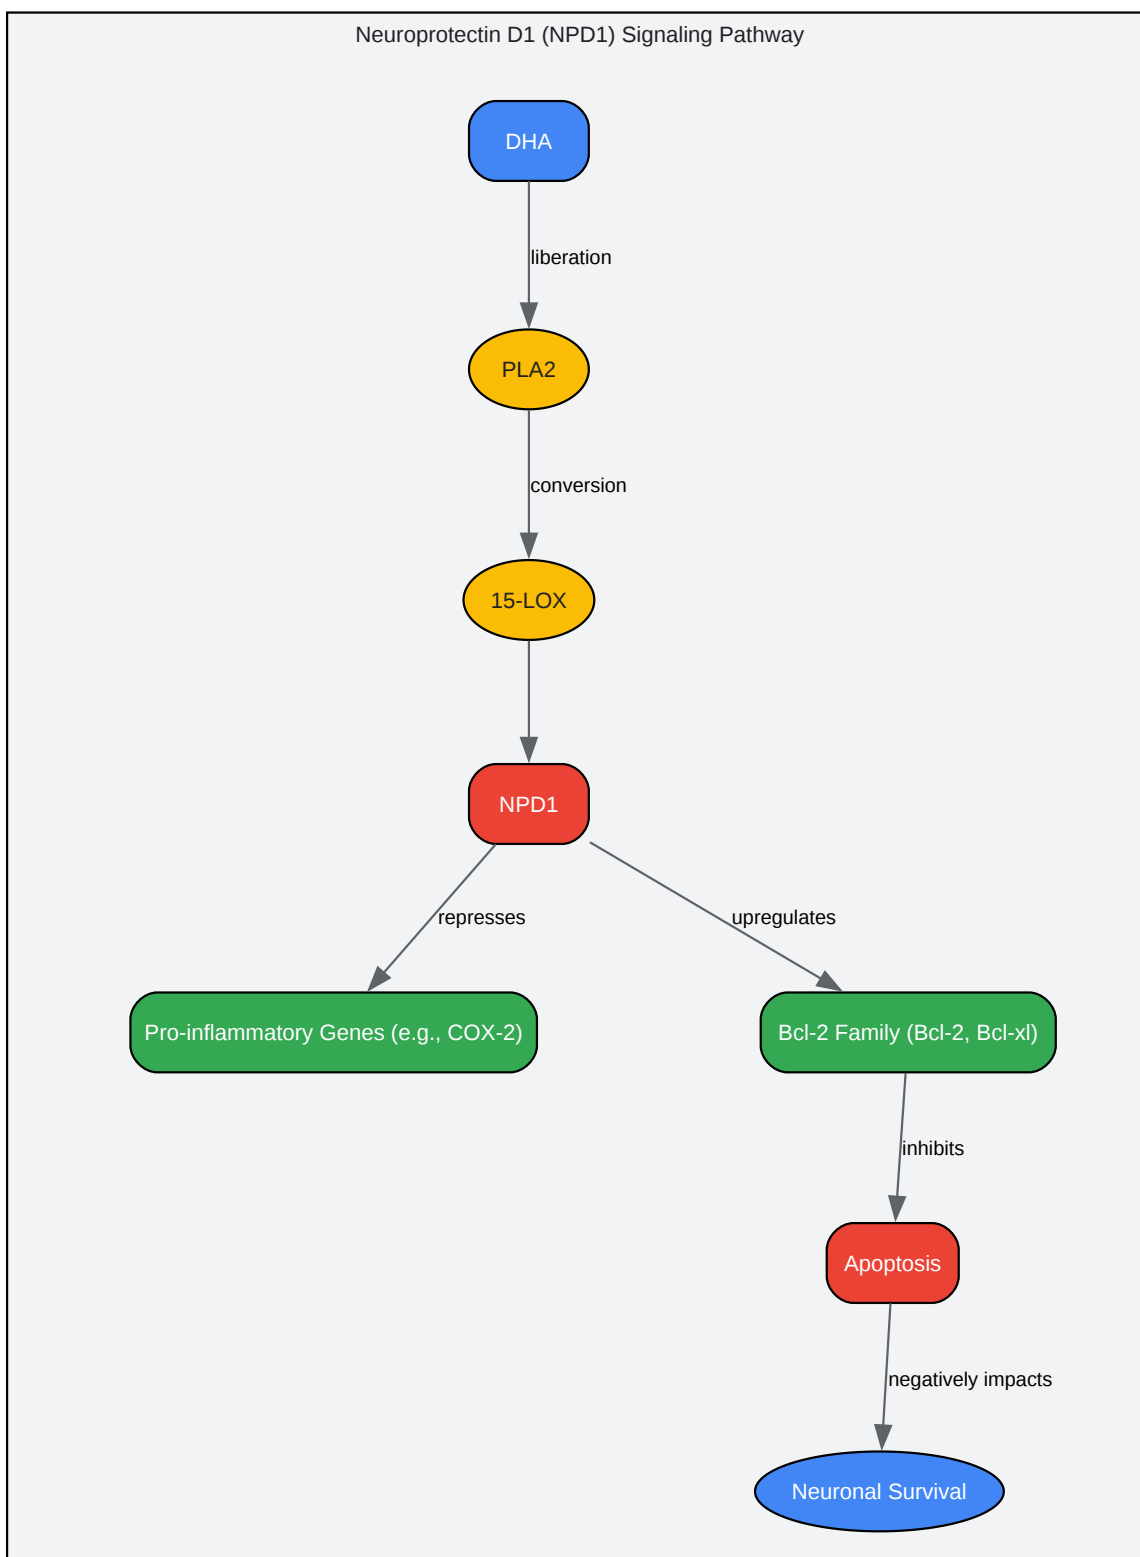 Neuroprotectin D1 (NPD1) Signaling Pathway
DHA
liberation
PLA2
conversion
15-LOX
NPD1
represses
upregulates
Pro-inflammatory Genes (e.g., COX-2)
Bcl-2 Family (Bcl-2, Bcl-xl)
inhibits
Apoptosis
negatively impacts
Neuronal Survival